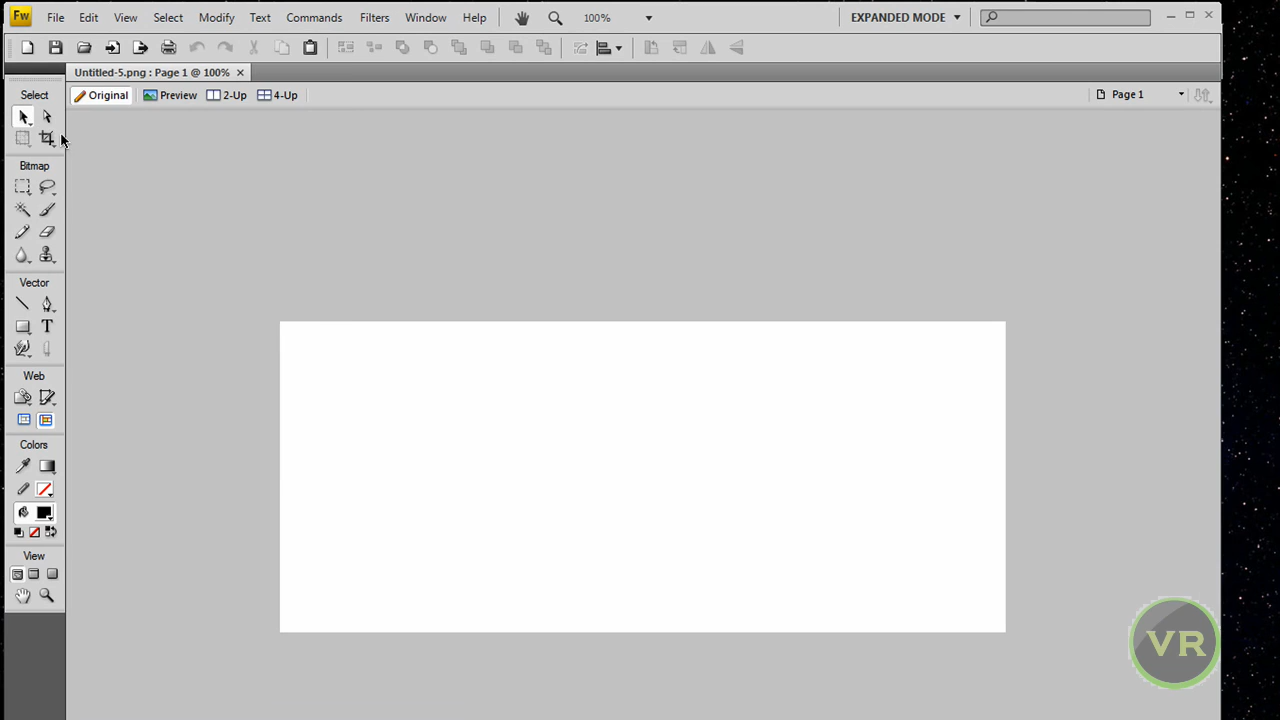 Fw File Edit View Select Modify Text Commands Filters Window Help 100% EXPANDED MODE
Untitled-5.png : Page 1 @ 100%
Original Preview 2-Up 4-Up Page 1
Select
Bitmap
Vector
T
Web
Colors
View
VR